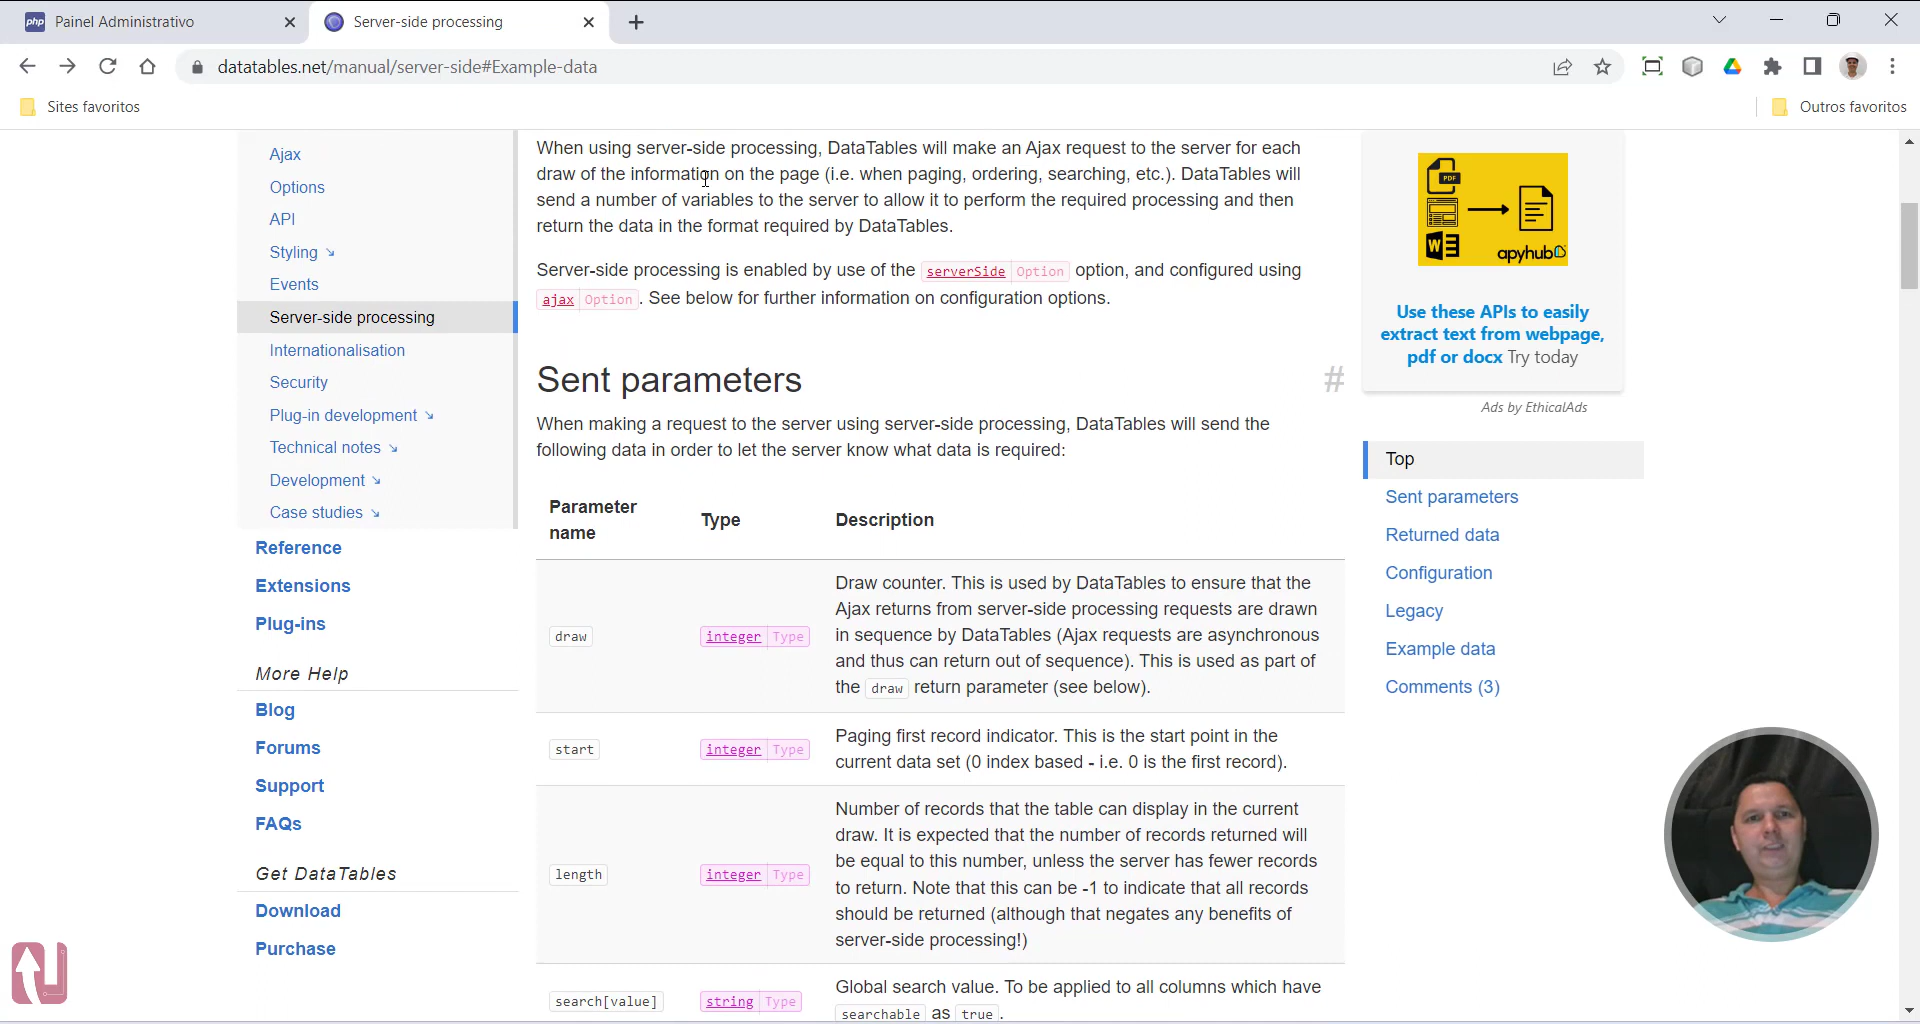 php Painel Administrativo
Server-side processing
datatables.net/manual/server-side#Example-data
Sites favoritos
Outros favoritos
Ajax
Options
API
Styling
Events
Server-side processing
Internationalisation
Security
Plug-in development
Technical notes
Development
Case studies
Reference
Extensions
Plug-ins
More Help
Blog
Forums
Support
FAQs
Get DataTables
Download
Purchase
When using server-side processing, DataTables will make an Ajax request to the server for each
draw of the information on the page (i.e. when paging, ordering, searching, etc.). DataTables will
send a number of variables to the server to allow it to perform the required processing and then
return the data in the format required by DataTables.
Server-side processing is enabled by use of the serverSide Option option, and configured using
ajax Option. See below for further information on configuration options.
Sent parameters #
When making a request to the server using server-side processing, DataTables will send the
following data in order to let the server know what data is required:
Parameter
name
Type
Description
draw
integer Type
Draw counter. This is used by DataTables to ensure that the
Ajax returns from server-side processing requests are drawn
in sequence by DataTables (Ajax requests are asynchronous
and thus can return out of sequence). This is used as part of
the draw return parameter (see below).
start
integer Type
Paging first record indicator. This is the start point in the
current data set (0 index based - i.e. 0 is the first record).
length
integer Type
Number of records that the table can display in the current
draw. It is expected that the number of records returned will
be equal to this number, unless the server has fewer records
to return. Note that this can be -1 to indicate that all records
should be returned (although that negates any benefits of
server-side processing!)
search[value]
string Type
Global search value. To be applied to all columns which have
searchable as true.
PDF
W
apyhub
Use these APIs to easily
extract text from webpage,
pdf or docx Try today
Ads by EthicalAds
Top
Sent parameters
Returned data
Configuration
Legacy
Example data
Comments (3)